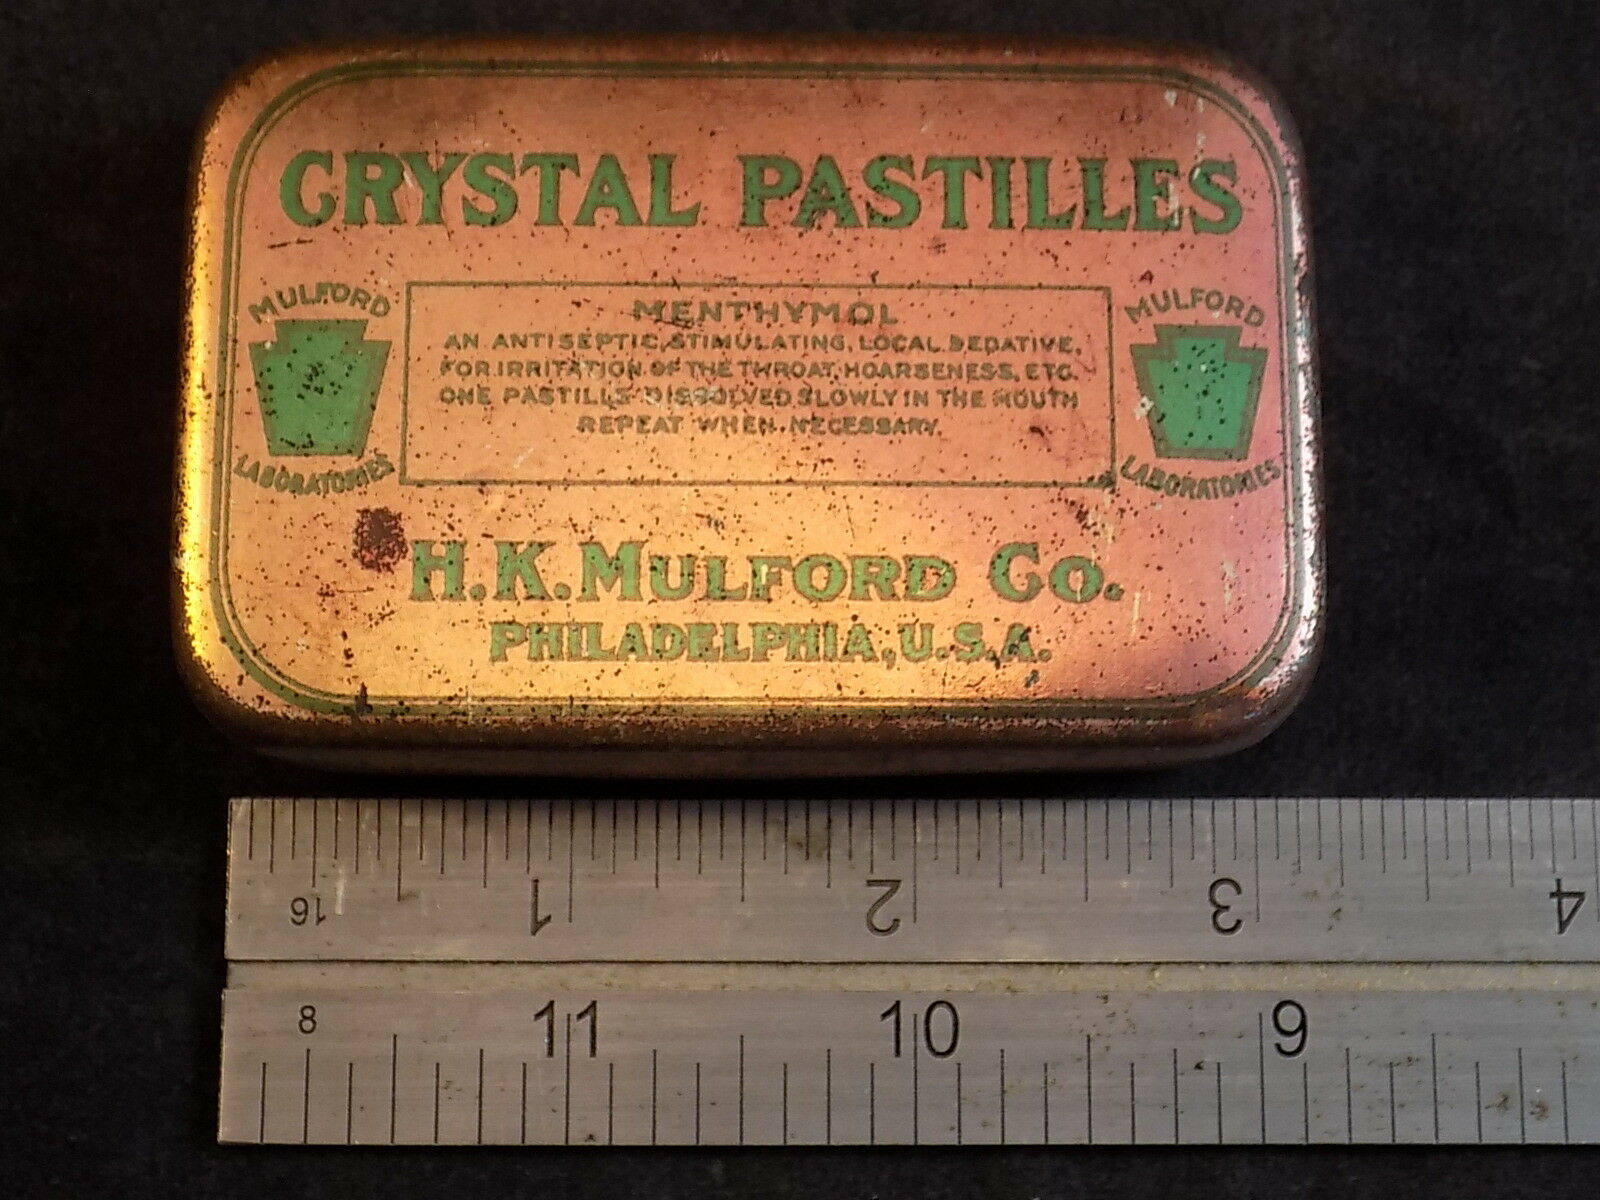 CRYSTAL PASTILLES
MULFORD
LABORATORIES
MENTHYMOL
AN ANTISEPTIC, STIMULATING, LOCAL SEDATIVE,
FOR IRRITATION OF THE THROAT, HOARSENESS, ETC.
ONE PASTILLE DISSOLVED SLOWLY IN THE MOUTH
REPEAT WHEN NECESSARY.
MULFORD
LABORATORIES
H.K. MULFORD CO.
PHILADELPHIA, U.S.A.
16 1 2 3 4
8 11 10 9